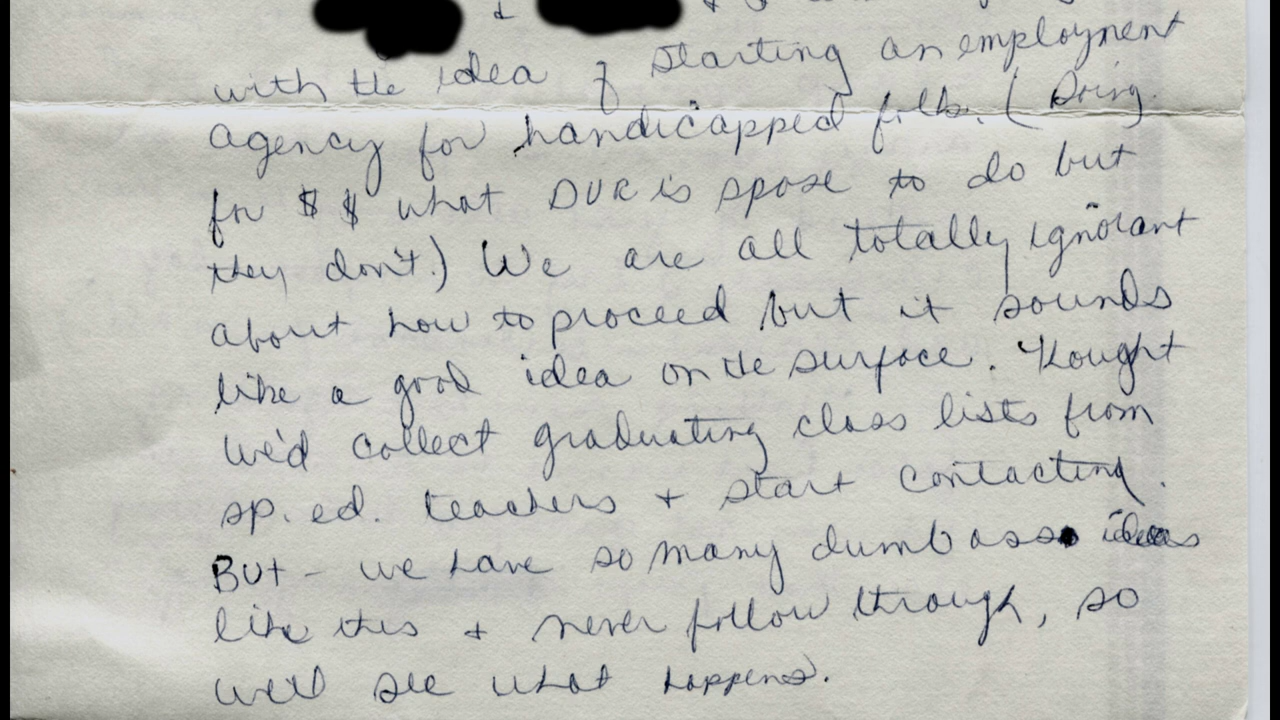 & & I
with the idea of starting an employment
agency for handicapped folks. (Doing
for $$ what DVR is spose to do but
they don't.) We are all totally ignorant
about how to proceed but it sounds
like a good idea on the surface. Thought
we'd collect graduating class lists from
sp. ed. teachers & start contacting.
But - we have so many dumb ass ideas
like this & never follow through, so
we'll see what happens.